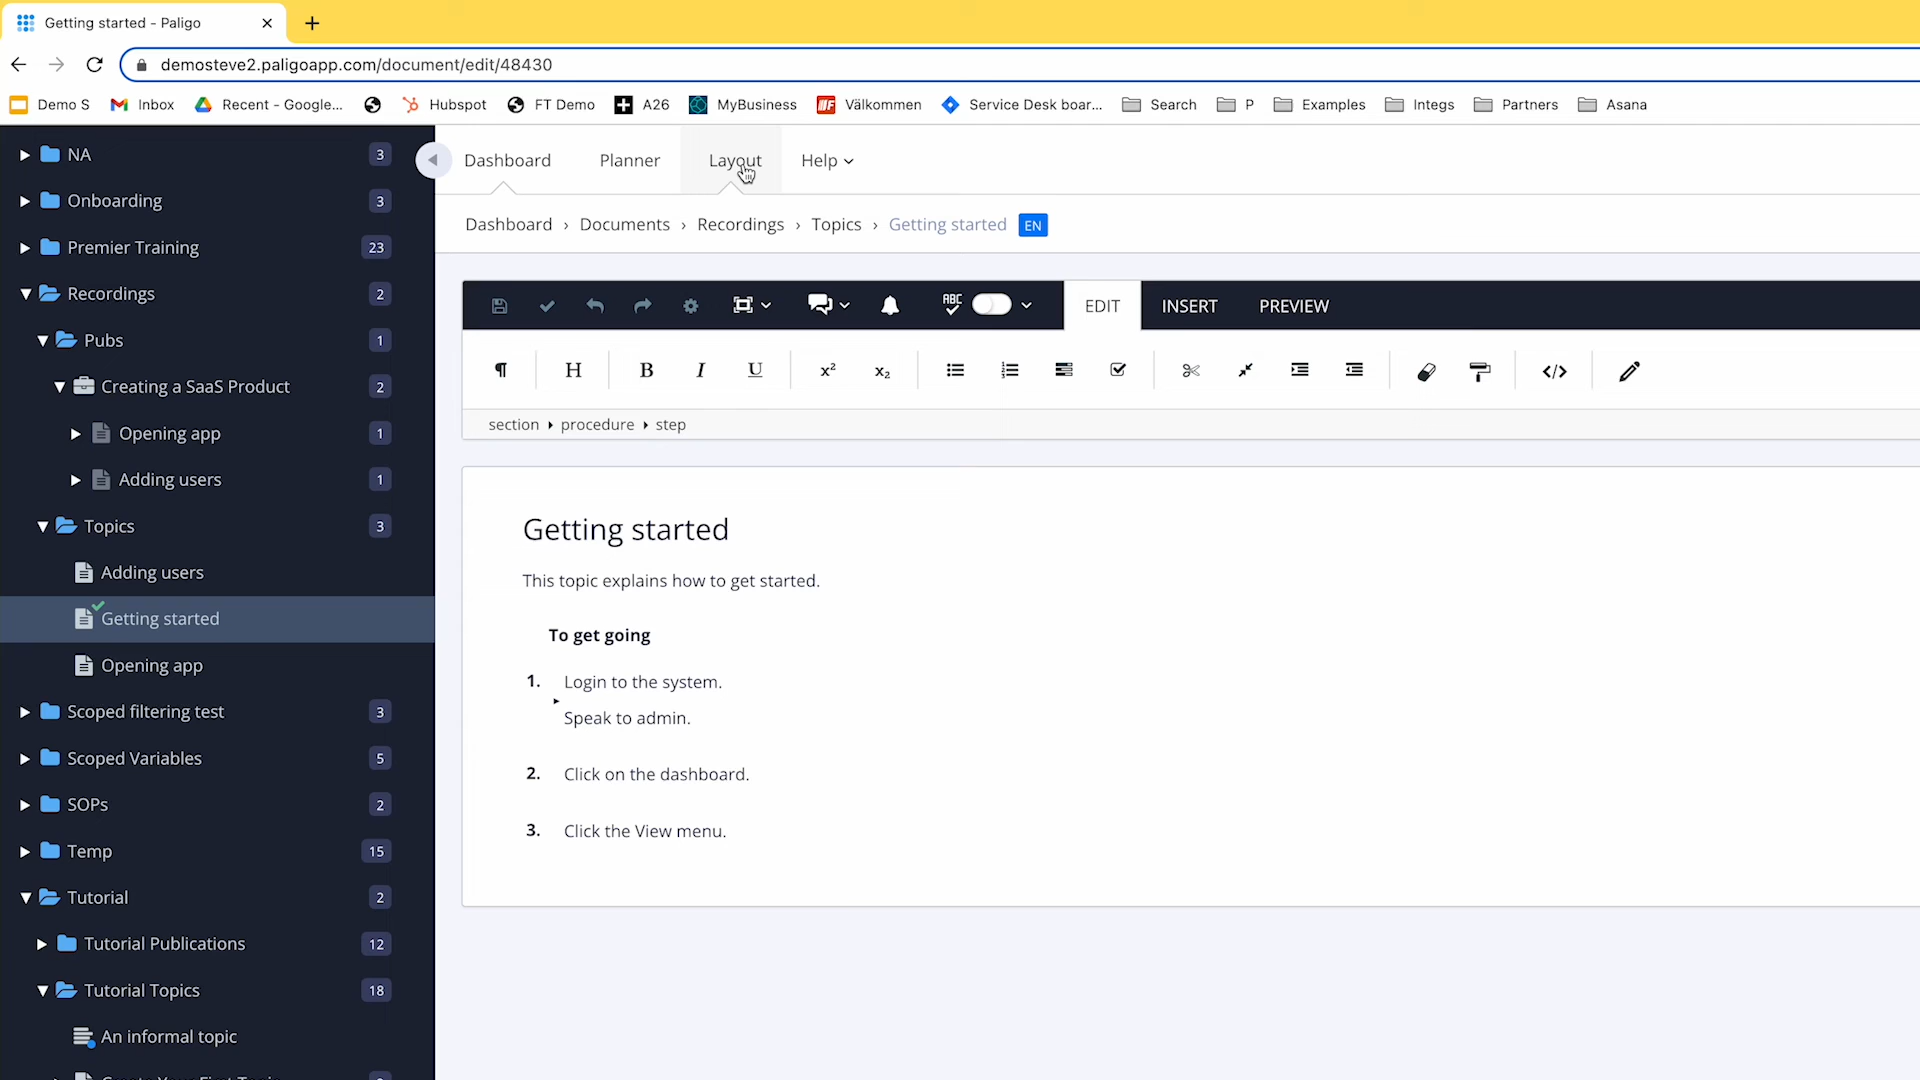 Getting started - Paligo
demosteve2.paligoapp.com/document/edit/48430
Demo S Inbox Recent - Google... Hubspot FT Demo A26 MyBusiness Välkommen Service Desk boar... Search P Examples Integs Partners Asana
NA 3
Onboarding 3
Premier Training 23
Recordings 2
Pubs 1
Creating a SaaS Product 2
Opening app 1
Adding users 1
Topics 3
Adding users
Getting started
Opening app
Scoped filtering test 3
Scoped Variables 5
SOPs 2
Temp 15
Tutorial 2
Tutorial Publications 12
Tutorial Topics 18
An informal topic
Dashboard Planner Layout Help
Dashboard › Documents › Recordings › Topics › Getting started EN
ABC EDIT INSERT PREVIEW
¶ H B I U x² x₂ </>
section ▸ procedure ▸ step
Getting started
This topic explains how to get started.
To get going
1. Login to the system.
Speak to admin.
2. Click on the dashboard.
3. Click the View menu.